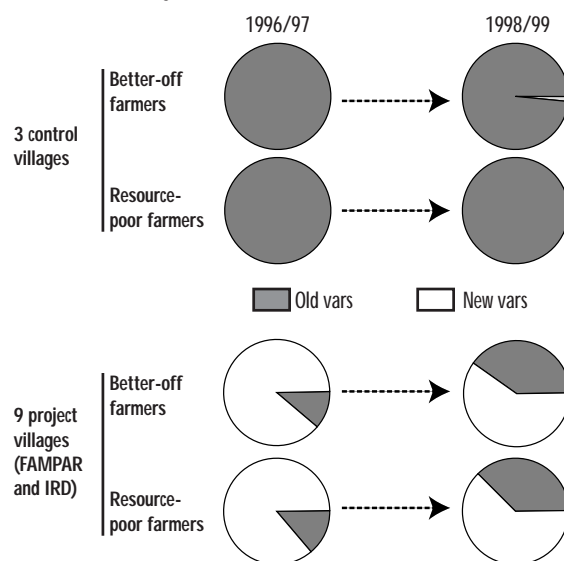 1996/97
1998/99
Better-off
farmers
3 control
villages
Resource-
poor farmers
Old vars
New vars
Better-off
farmers
9 project
villages
(FAMPAR
and IRD)
Resource-
poor farmers